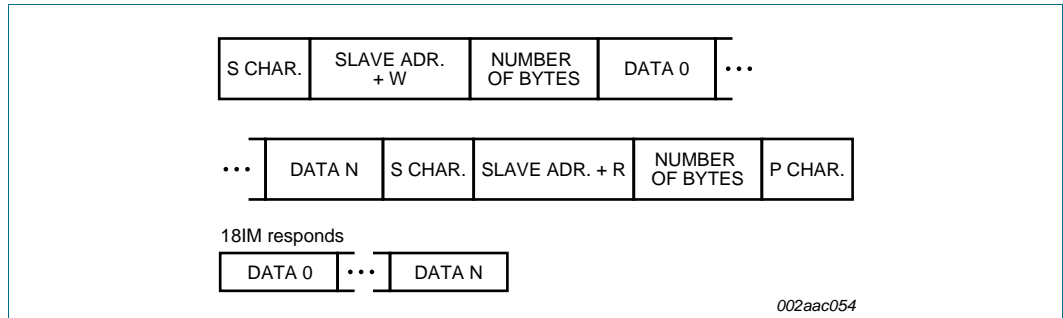 S CHAR. SLAVE ADR. + W NUMBER OF BYTES DATA 0 •••
••• DATA N S CHAR. SLAVE ADR. + R NUMBER OF BYTES P CHAR.
18IM responds
DATA 0 ••• DATA N
002aac054